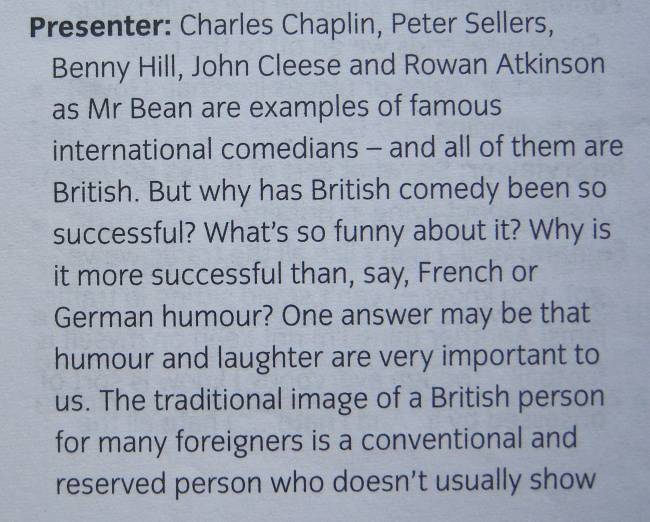 Presenter: Charles Chaplin, Peter Sellers,
Benny Hill, John Cleese and Rowan Atkinson
as Mr Bean are examples of famous
international comedians – and all of them are
British. But why has British comedy been so
successful? What's so funny about it? Why is
it more successful than, say, French or
German humour? One answer may be that
humour and laughter are very important to
us. The traditional image of a British person
for many foreigners is a conventional and
reserved person who doesn't usually show